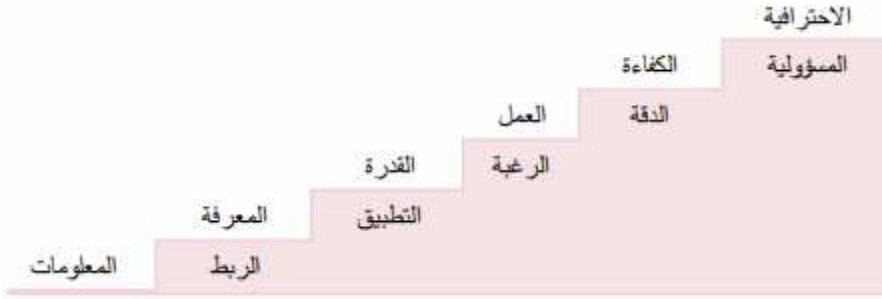 الاحترافية
المسؤولية
الكفاءة
الدقة
العمل
الرغبة
القدرة
التطبيق
المعرفة
الربط
المعلومات